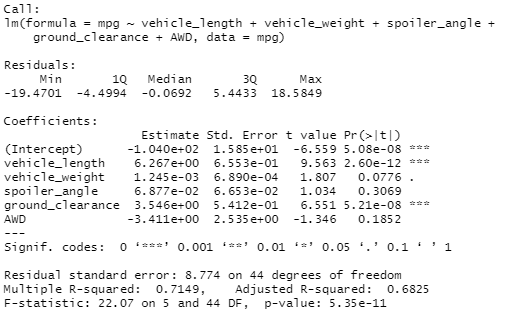 Call:
lm(formula = mpg ~ vehicle_length + vehicle_weight + spoiler_angle +
    ground_clearance + AWD, data = mpg)
Residuals:
     Min       1Q   Median       3Q      Max
-19.4701  -4.4994  -0.0692   5.4433  18.5849
Coefficients:
                   Estimate Std. Error t value Pr(>|t|)
(Intercept)      -1.040e+02  1.585e+01  -6.559 5.08e-08 ***
vehicle_length    6.267e+00  6.553e-01   9.563 2.60e-12 ***
vehicle_weight    1.245e-03  6.890e-04   1.807   0.0776 .
spoiler_angle     6.877e-02  6.653e-02   1.034   0.3069
ground_clearance  3.546e+00  5.412e-01   6.551 5.21e-08 ***
AWD              -3.411e+00  2.535e+00  -1.346   0.1852
---
Signif. codes:  0 ‘***’ 0.001 ‘**’ 0.01 ‘*’ 0.05 ‘.’ 0.1 ‘ ’ 1
Residual standard error: 8.774 on 44 degrees of freedom
Multiple R-squared:  0.7149,    Adjusted R-squared:  0.6825
F-statistic: 22.07 on 5 and 44 DF,  p-value: 5.35e-11